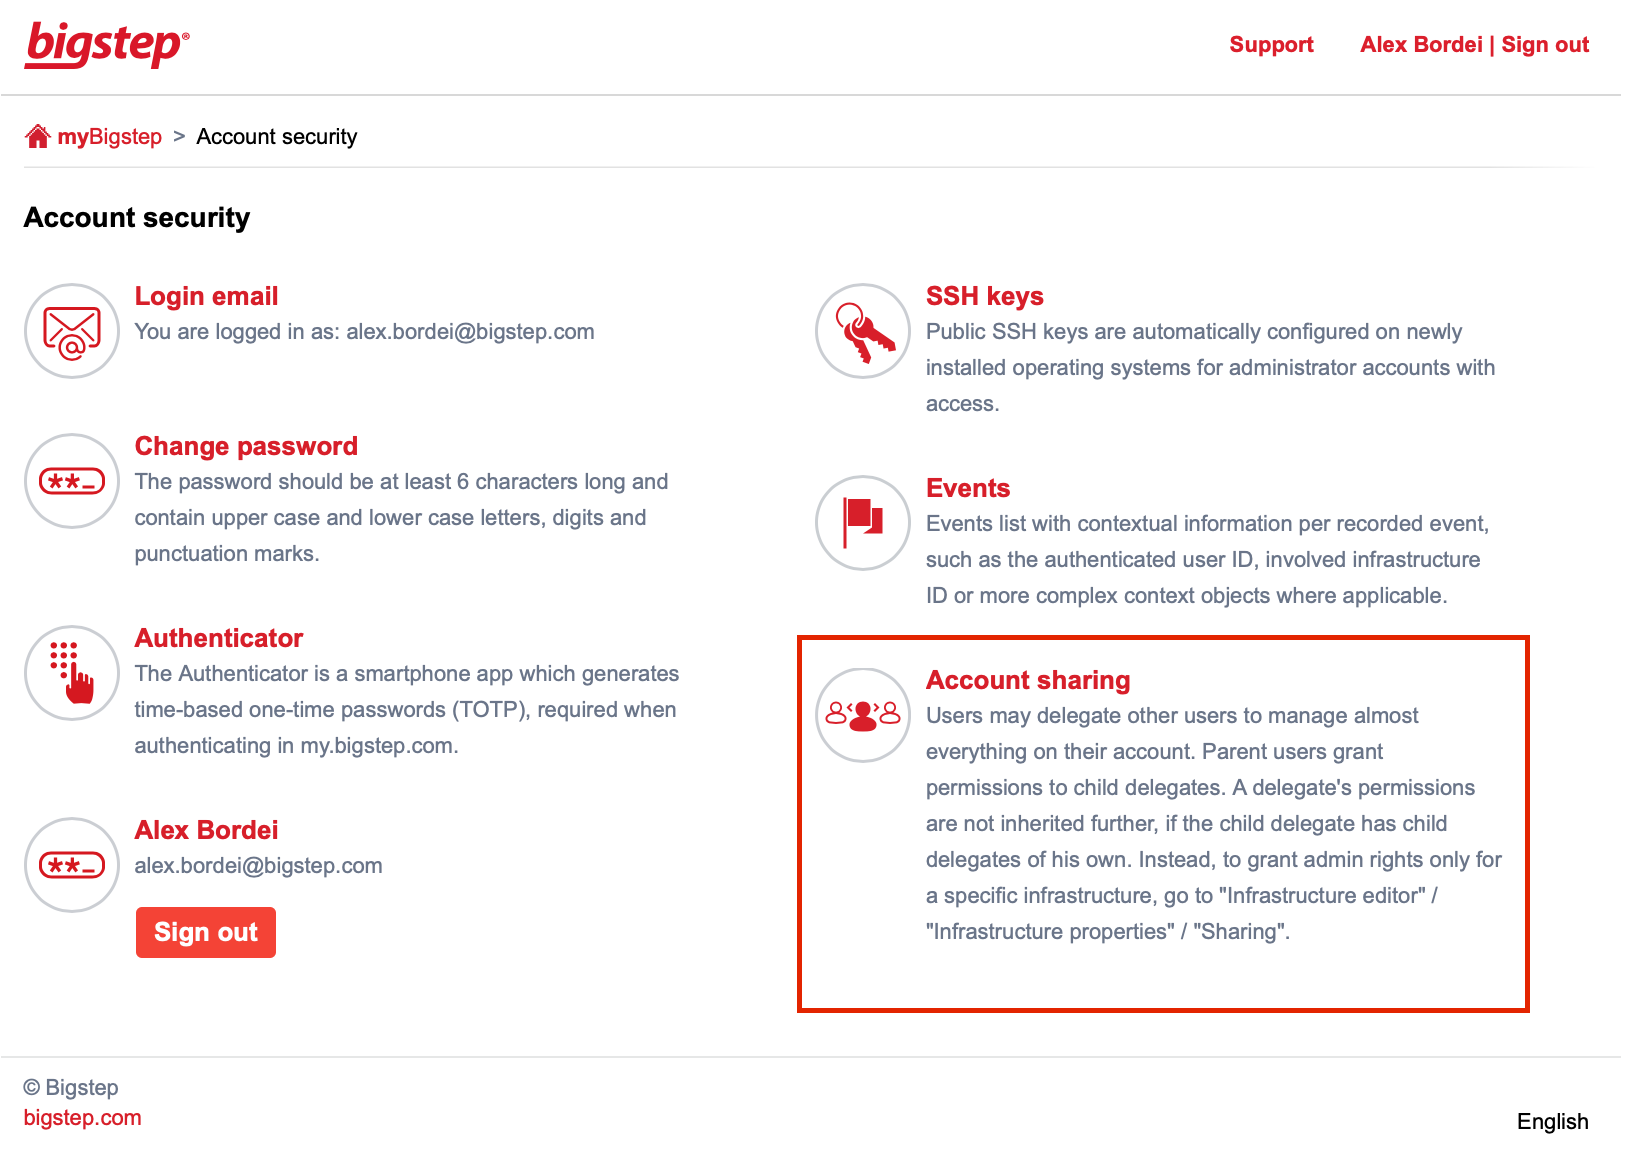 bigstep®
Support Alex Bordei | Sign out
myBigstep > Account security
Account security
Login email
You are logged in as: alex.bordei@bigstep.com
Change password
The password should be at least 6 characters long and
contain upper case and lower case letters, digits and
punctuation marks.
Authenticator
The Authenticator is a smartphone app which generates
time-based one-time passwords (TOTP), required when
authenticating in my.bigstep.com.
Alex Bordei
alex.bordei@bigstep.com
Sign out
SSH keys
Public SSH keys are automatically configured on newly
installed operating systems for administrator accounts with
access.
Events
Events list with contextual information per recorded event,
such as the authenticated user ID, involved infrastructure
ID or more complex context objects where applicable.
Account sharing
Users may delegate other users to manage almost
everything on their account. Parent users grant
permissions to child delegates. A delegate's permissions
are not inherited further, if the child delegate has child
delegates of his own. Instead, to grant admin rights only for
a specific infrastructure, go to "Infrastructure editor" /
"Infrastructure properties" / "Sharing".
© Bigstep
bigstep.com
English